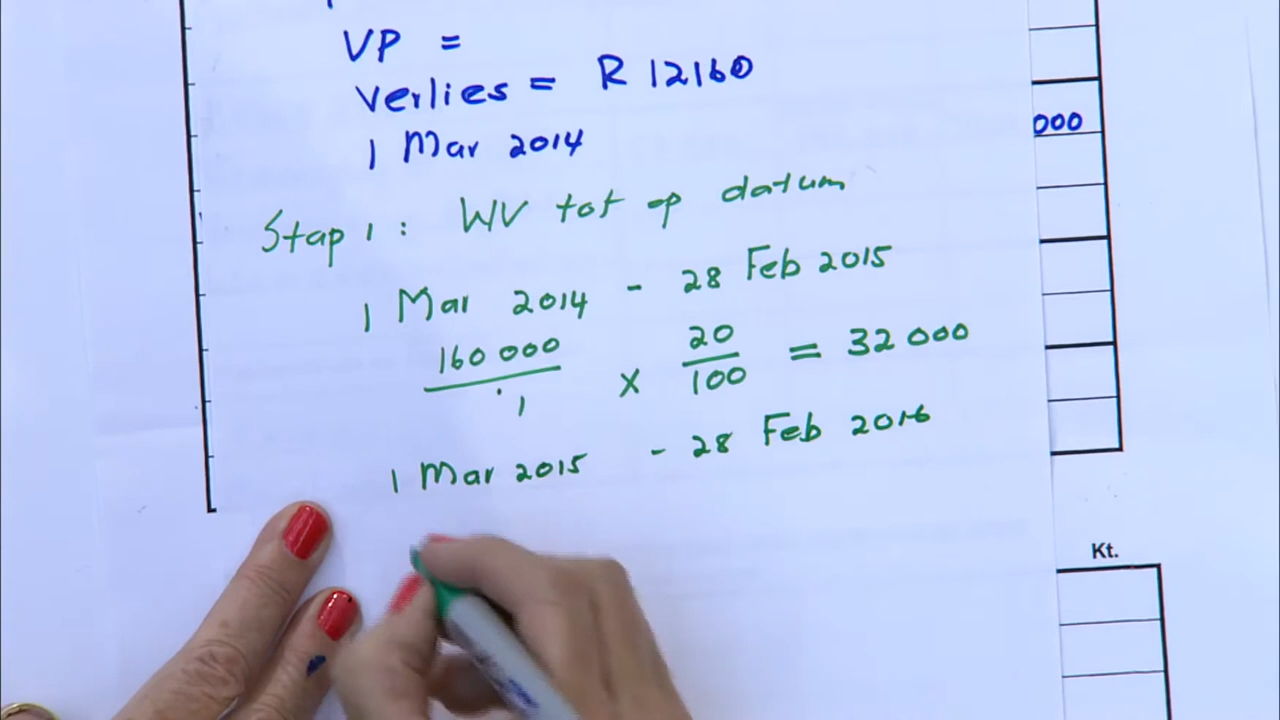 VP =
Verlies = R 12160
1 Mar 2014
000
Stap 1 : WV tot op datum
1 Mar 2014 - 28 Feb 2015
160 000 / 1 x 20 / 100 = 32 000
1 Mar 2015 - 28 Feb 2016
Kt.